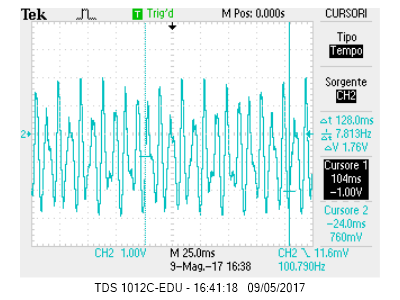 Tek T Trig'd M Pos: 0.000s CURSORI
Tipo
Tempo
Sorgente
CH2
Δt 128.0ms
1/Δt 7.813Hz
ΔV 1.76V
2
Cursore 1
104ms
-1.00V
Cursore 2
-24.0ms
760mV
CH2 1.00V M 25.0ms CH2 \ 11.6mV
9-Mag.-17 16:38 100.790Hz
TDS 1012C-EDU - 16:41:18 09/05/2017